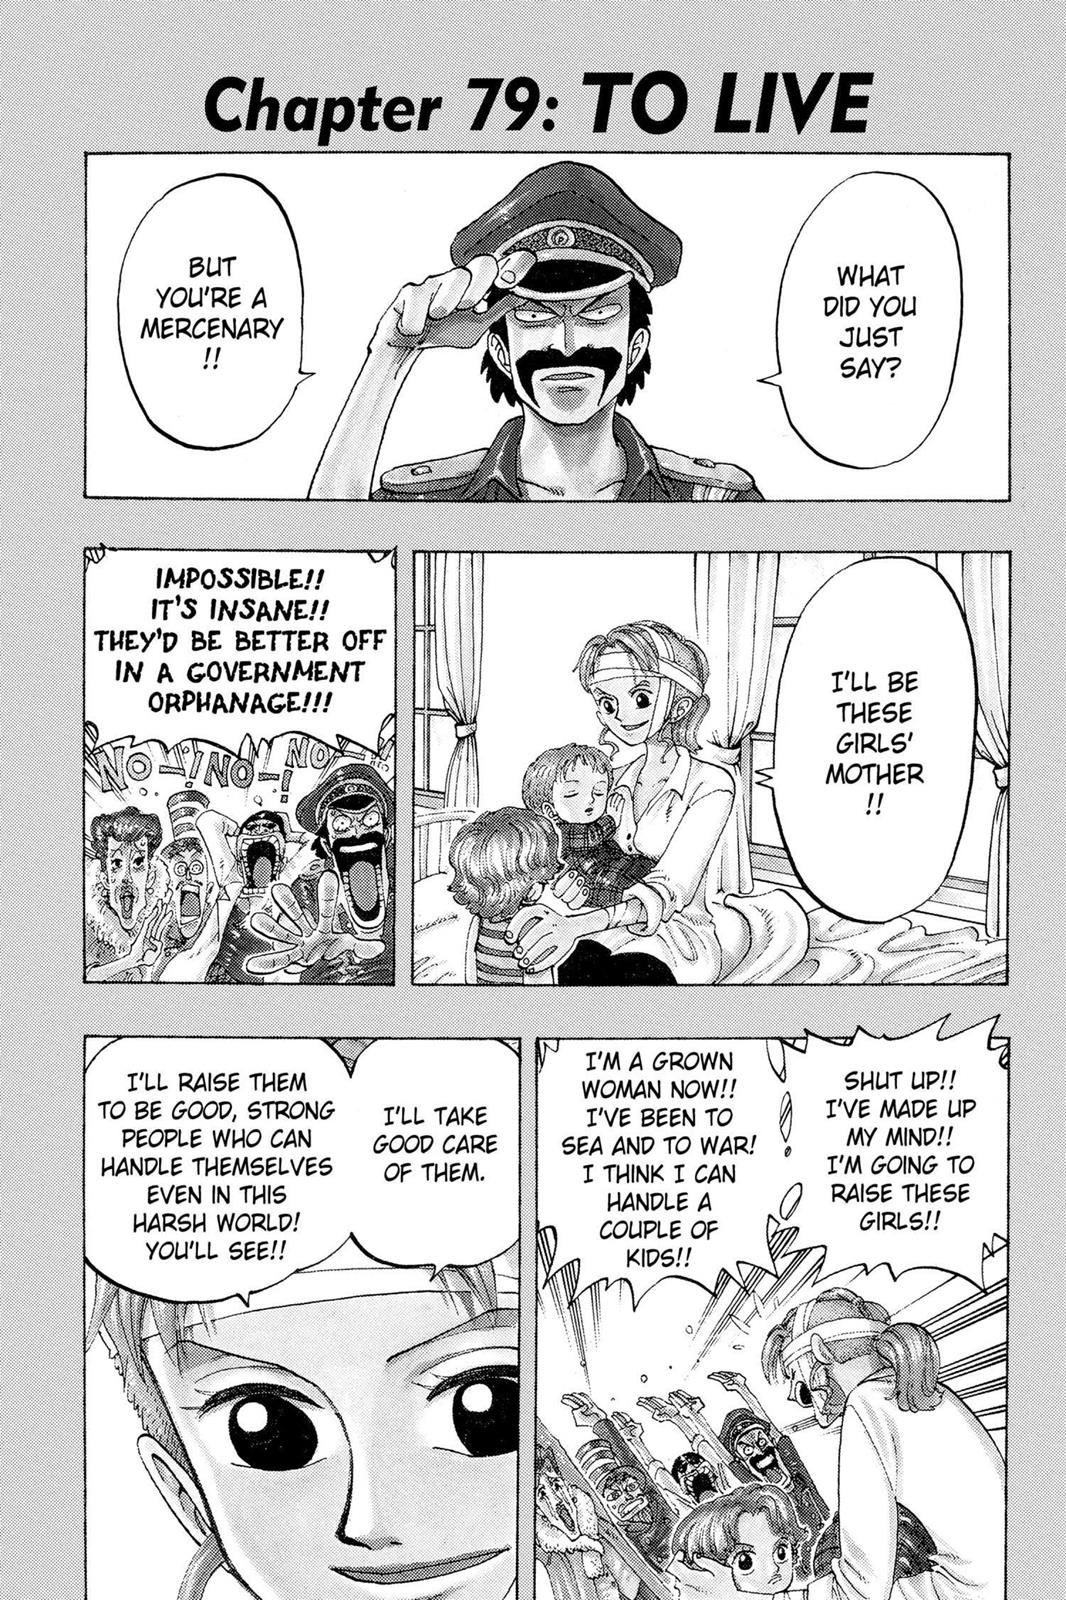 Chapter 79: TO LIVE
WHAT
DID YOU
JUST
SAY?
BUT
YOU'RE A
MERCENARY
!!
I'LL BE
THESE
GIRLS'
MOTHER
!!
IMPOSSIBLE!!
IT'S INSANE!!
THEY'D BE BETTER OFF
IN A GOVERNMENT
ORPHANAGE!!!
NO—! NO—! NO—!!
SHUT UP!!
I'VE MADE UP
MY MIND!!
I'M GOING TO
RAISE THESE
GIRLS!!
I'M A GROWN
WOMAN NOW!!
I'VE BEEN TO
SEA AND TO WAR!
I THINK I CAN
HANDLE A
COUPLE OF
KIDS!!
I'LL TAKE
GOOD CARE
OF THEM.
I'LL RAISE THEM
TO BE GOOD, STRONG
PEOPLE WHO CAN
HANDLE THEMSELVES
EVEN IN THIS
HARSH WORLD!
YOU'LL SEE!!